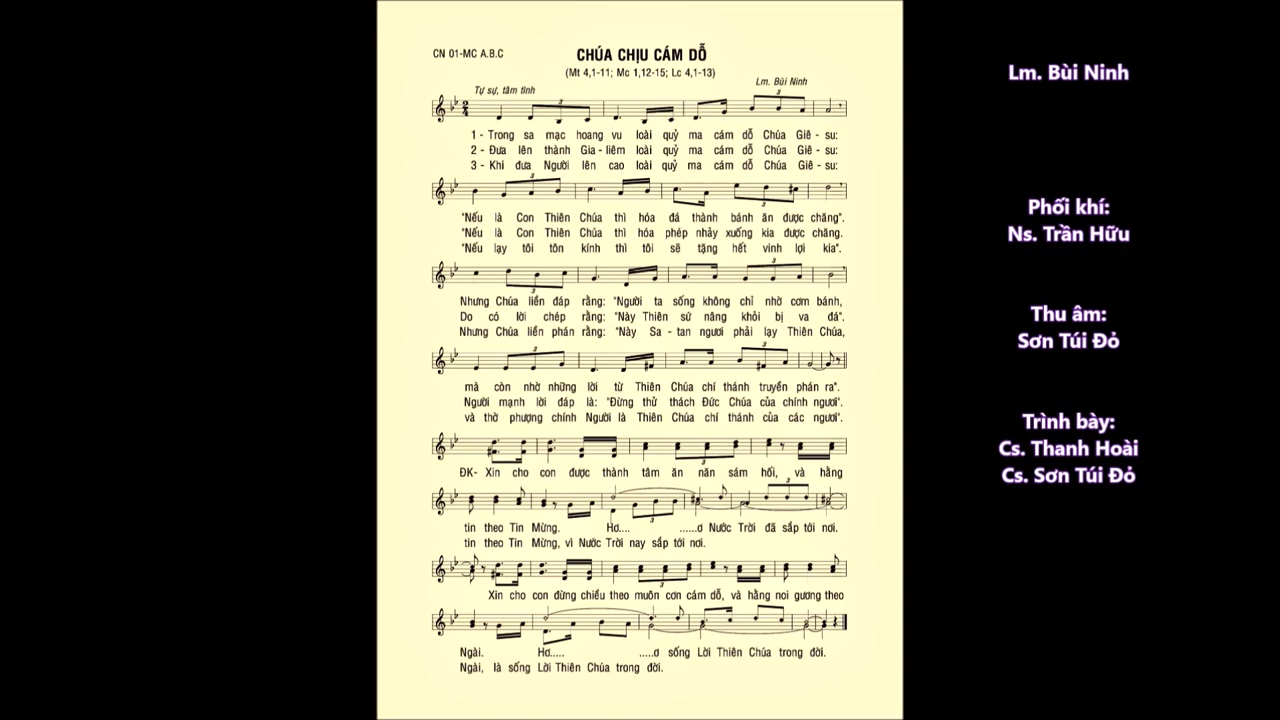 CN 01-MC A.B.C
CHÚA CHỊU CÁM DỖ
(Mt 4,1-11; Mc 1,12-15; Lc 4,1-13)
Lm. Bùi Ninh
Tự sự, tâm tình
1 - Trong sa mạc hoang vu loài quỷ ma cám dỗ Chúa Giê - su:
2 - Đưa lên thành Gia - liêm loài quỷ ma cám dỗ Chúa Giê - su:
3 - Khi đưa Người lên cao loài quỷ ma cám dỗ Chúa Giê - su:
"Nếu là Con Thiên Chúa thì hóa đá thành bánh ăn được chăng".
"Nếu là Con Thiên Chúa thì hóa phép nhảy xuống kia được chăng.
"Nếu lạy tôi tôn kính thì tôi sẽ tặng hết vinh lợi kia".
Nhưng Chúa liền đáp rằng: "Người ta sống không chỉ nhờ cơm bánh,
Do có lời chép rằng: "Này Thiên sứ nâng khỏi bị va đá".
Nhưng Chúa liền phán rằng: "Này Sa - tan ngươi phải lạy Thiên Chúa,
mà còn nhờ những lời từ Thiên Chúa chí thánh truyền phán ra".
Người mạnh lời đáp là: "Đừng thử thách Đức Chúa của chính ngươi".
và thờ phượng chính Người là Thiên Chúa chí thánh của các ngươi".
ĐK- Xin cho con được thành tâm ăn năn sám hối, và hằng
tin theo Tin Mừng. Hơ.... ......ơ Nước Trời đã sắp tới nơi.
tin theo Tin Mừng, vì Nước Trời nay sắp tới nơi.
Xin cho con đừng chiều theo muôn cơn cám dỗ, và hằng noi gương theo
Ngài. Hơ..... .....ơ sống Lời Thiên Chúa trong đời.
Ngài, là sống Lời Thiên Chúa trong đời.
Lm. Bùi Ninh
Phối khí:
Ns. Trần Hữu
Thu âm:
Sơn Túi Đỏ
Trình bày:
Cs. Thanh Hoài
Cs. Sơn Túi Đỏ